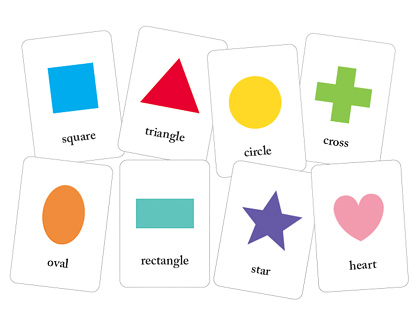 square
triangle
circle
cross
oval
rectangle
star
heart